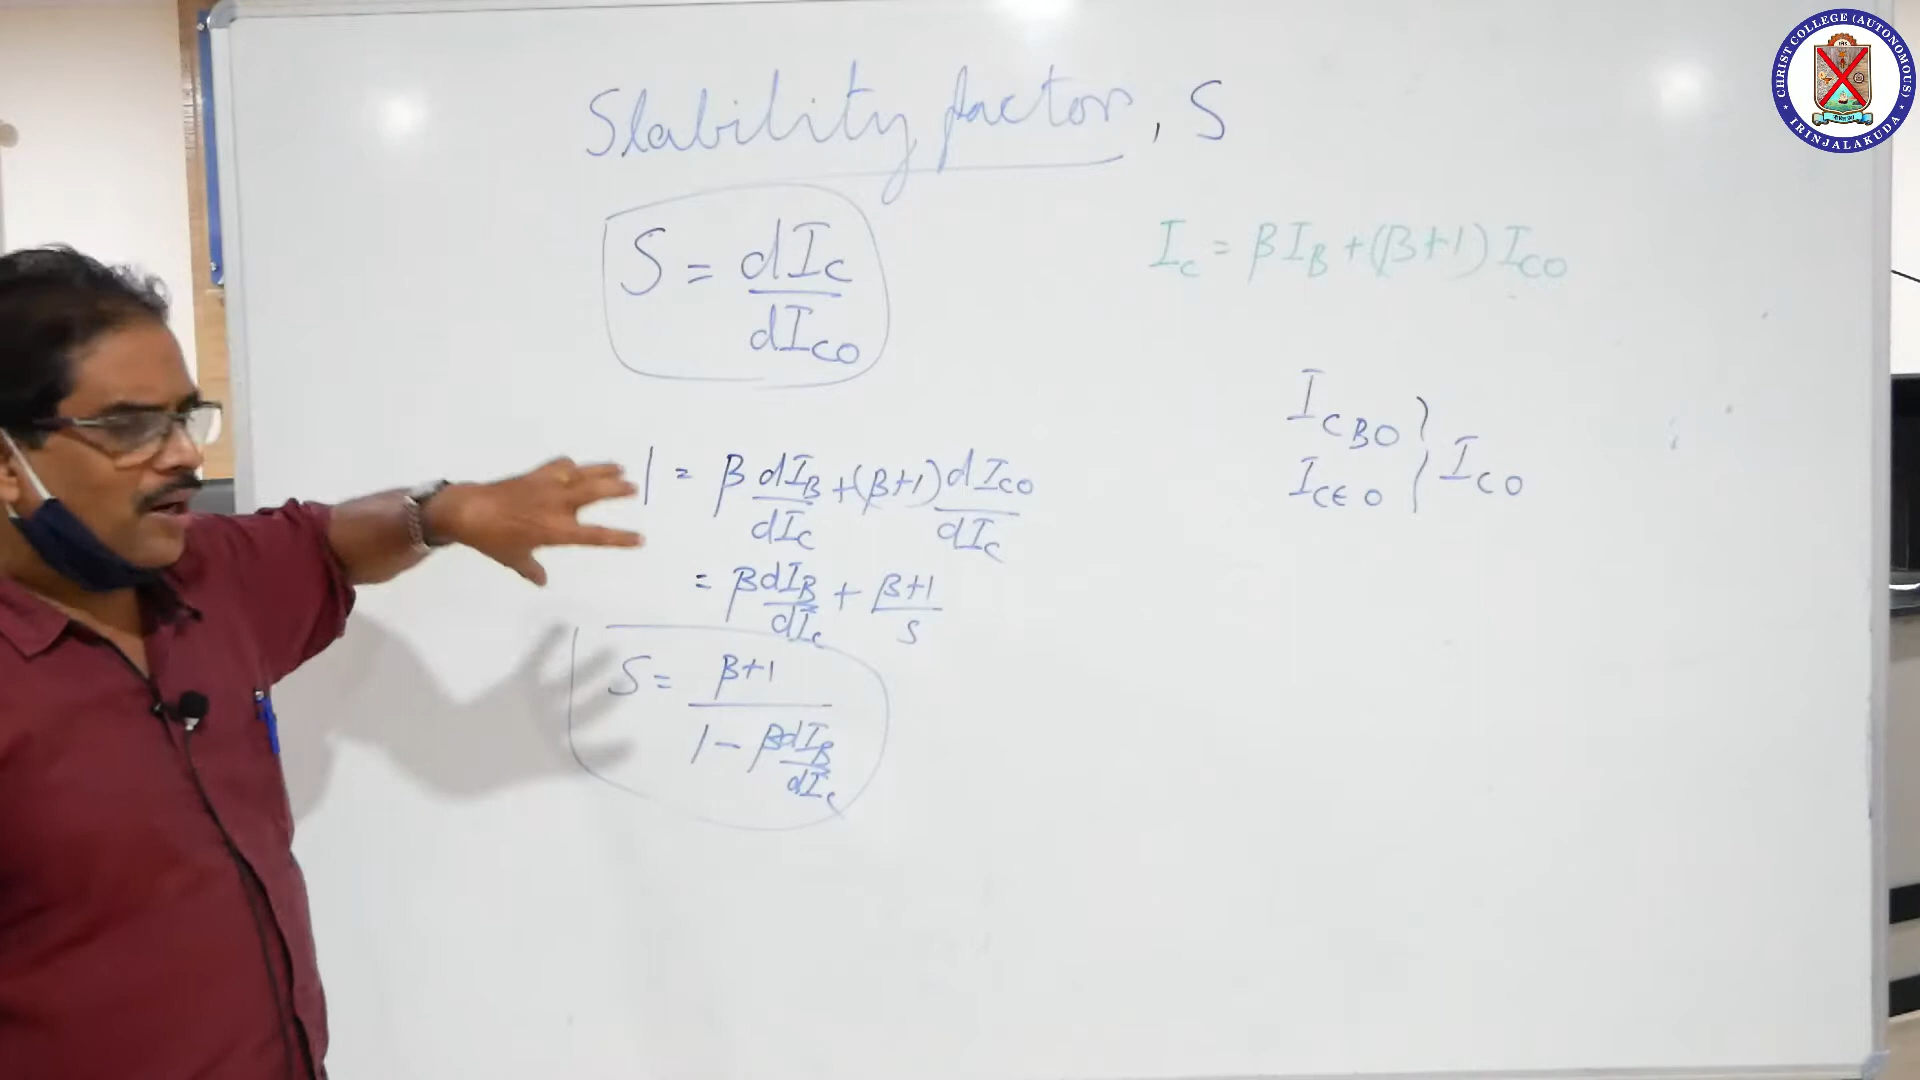 Stability factor, S
S = dIc/dIco
Ic = βIB + (β+1) Ico
ICBO
ICEO } ICO
1 = β dIB/dIc + (β+1) dIco/dIc
= β dIB/dIc + β+1/S
S = β+1/1 - β dIB/dIc
CHRIST COLLEGE (AUTONOMOUS)
IRINJALAKUDA